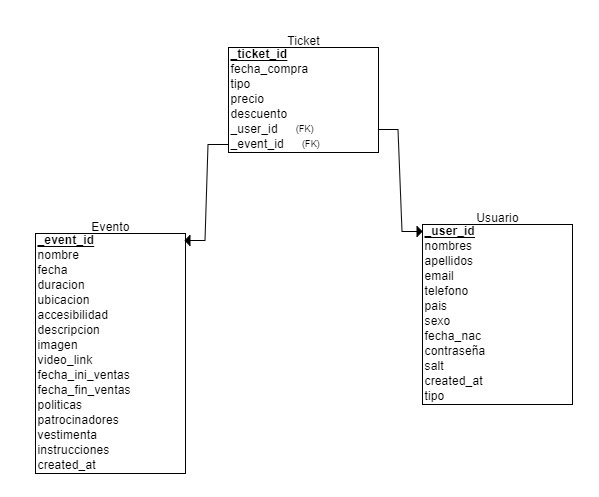 Ticket
_ticket_id
fecha_compra
tipo
precio
descuento
_user_id (FK)
_event_id (FK)
Evento
_event_id
nombre
fecha
duracion
ubicacion
accesibilidad
descripcion
imagen
video_link
fecha_ini_ventas
fecha_fin_ventas
politicas
patrocinadores
vestimenta
instrucciones
created_at
Usuario
_user_id
nombres
apellidos
email
telefono
pais
sexo
fecha_nac
contraseña
salt
created_at
tipo